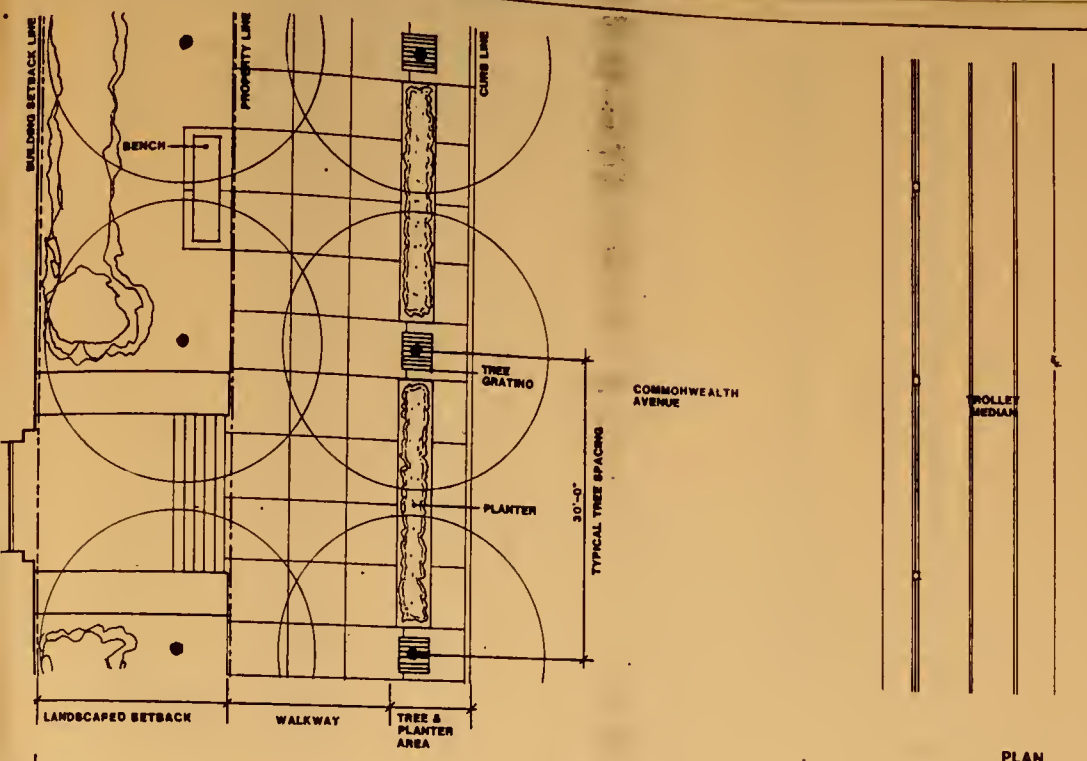 BUILDING SETBACK LINE
PROPERTY LINE
CURB LINE
BENCH
TREE
GRATING
COMMONWEALTH
AVENUE
TROLLEY
MEDIAN
PLANTER
30'-0"
TYPICAL TREE SPACING
LANDSCAPED SETBACK
WALKWAY
TREE &
PLANTER
AREA
PLAN